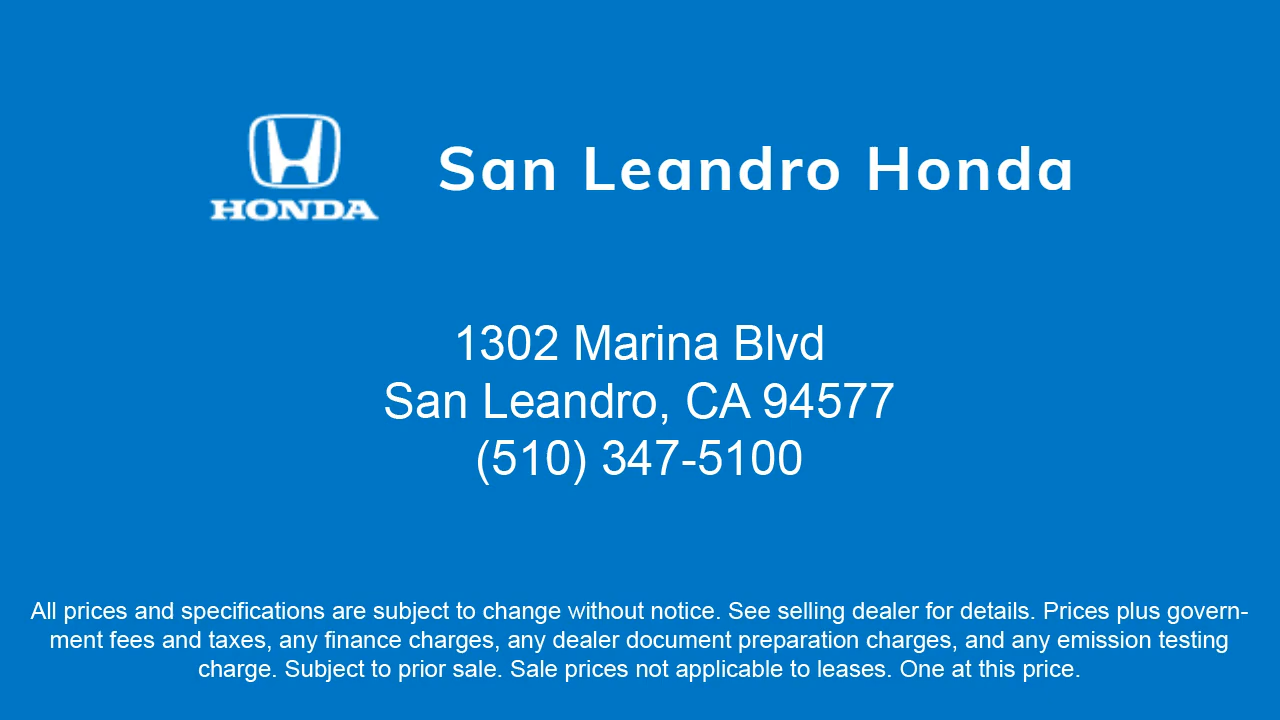 HONDA
San Leandro Honda
1302 Marina Blvd
San Leandro, CA 94577
(510) 347-5100
All prices and specifications are subject to change without notice. See selling dealer for details. Prices plus govern-
ment fees and taxes, any finance charges, any dealer document preparation charges, and any emission testing
charge. Subject to prior sale. Sale prices not applicable to leases. One at this price.